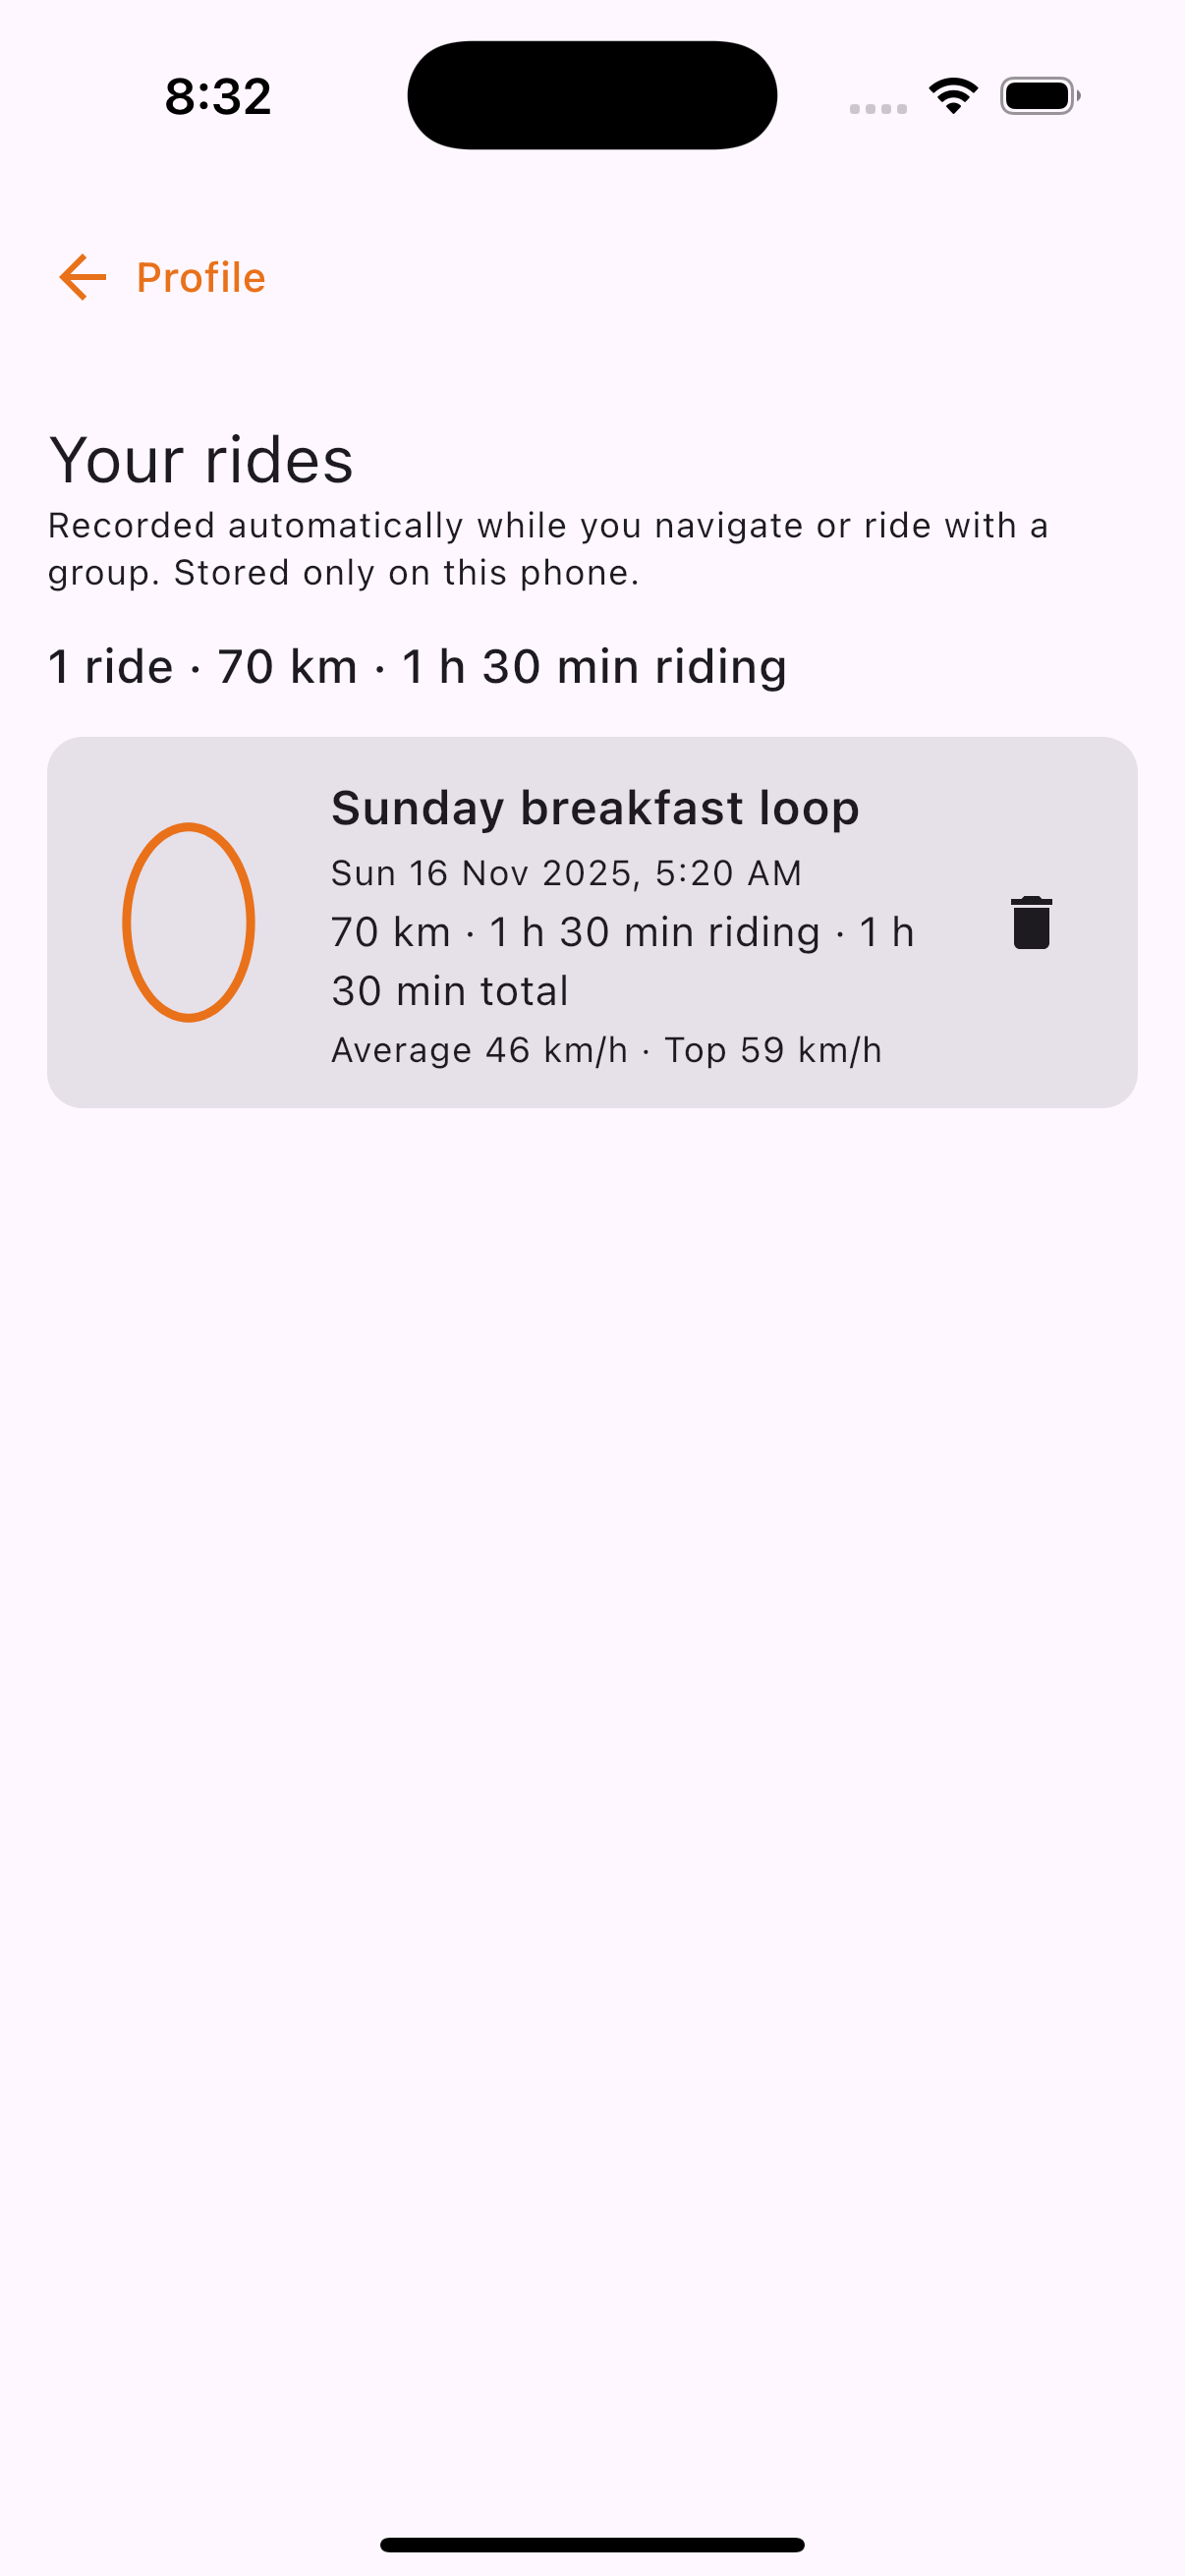 8:32
Profile
Your rides
Recorded automatically while you navigate or ride with a
group. Stored only on this phone.
1 ride · 70 km · 1 h 30 min riding
Sunday breakfast loop
Sun 16 Nov 2025, 5:20 AM
70 km · 1 h 30 min riding · 1 h
30 min total
Average 46 km/h · Top 59 km/h